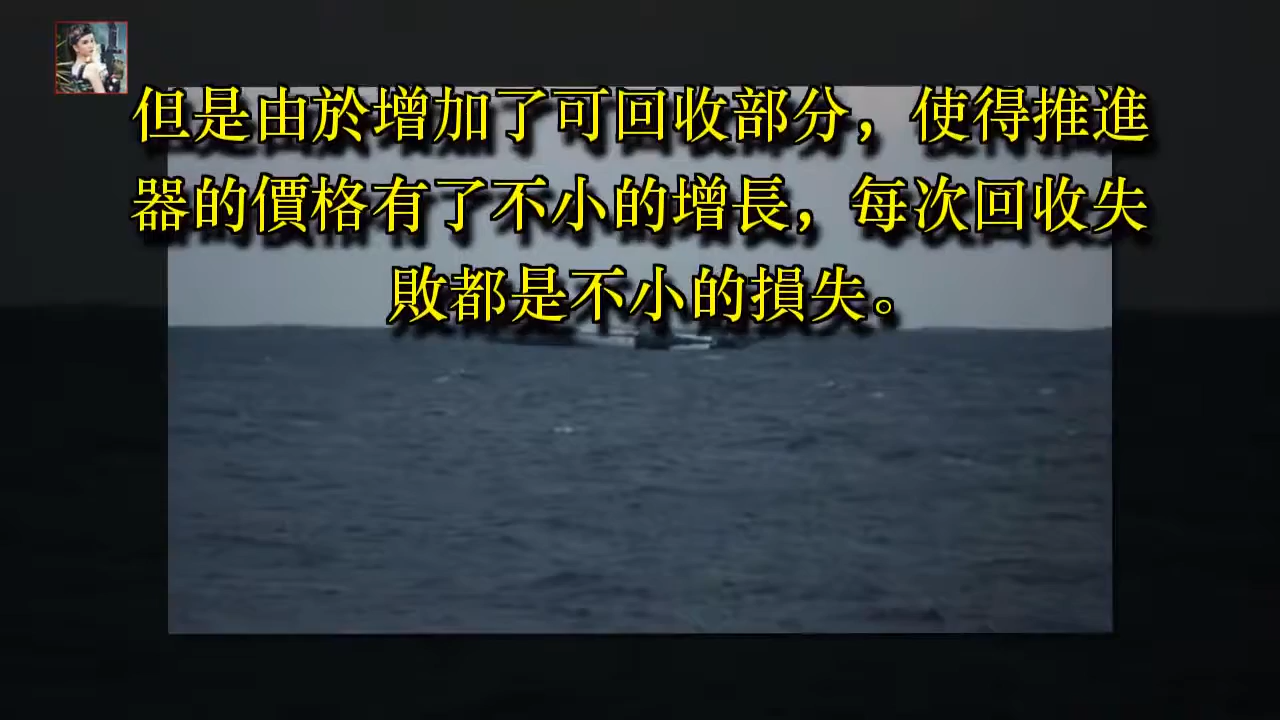 但是由於增加了可回收部分，使得推進
器的價格有了不小的增長，每次回收失
敗都是不小的損失。